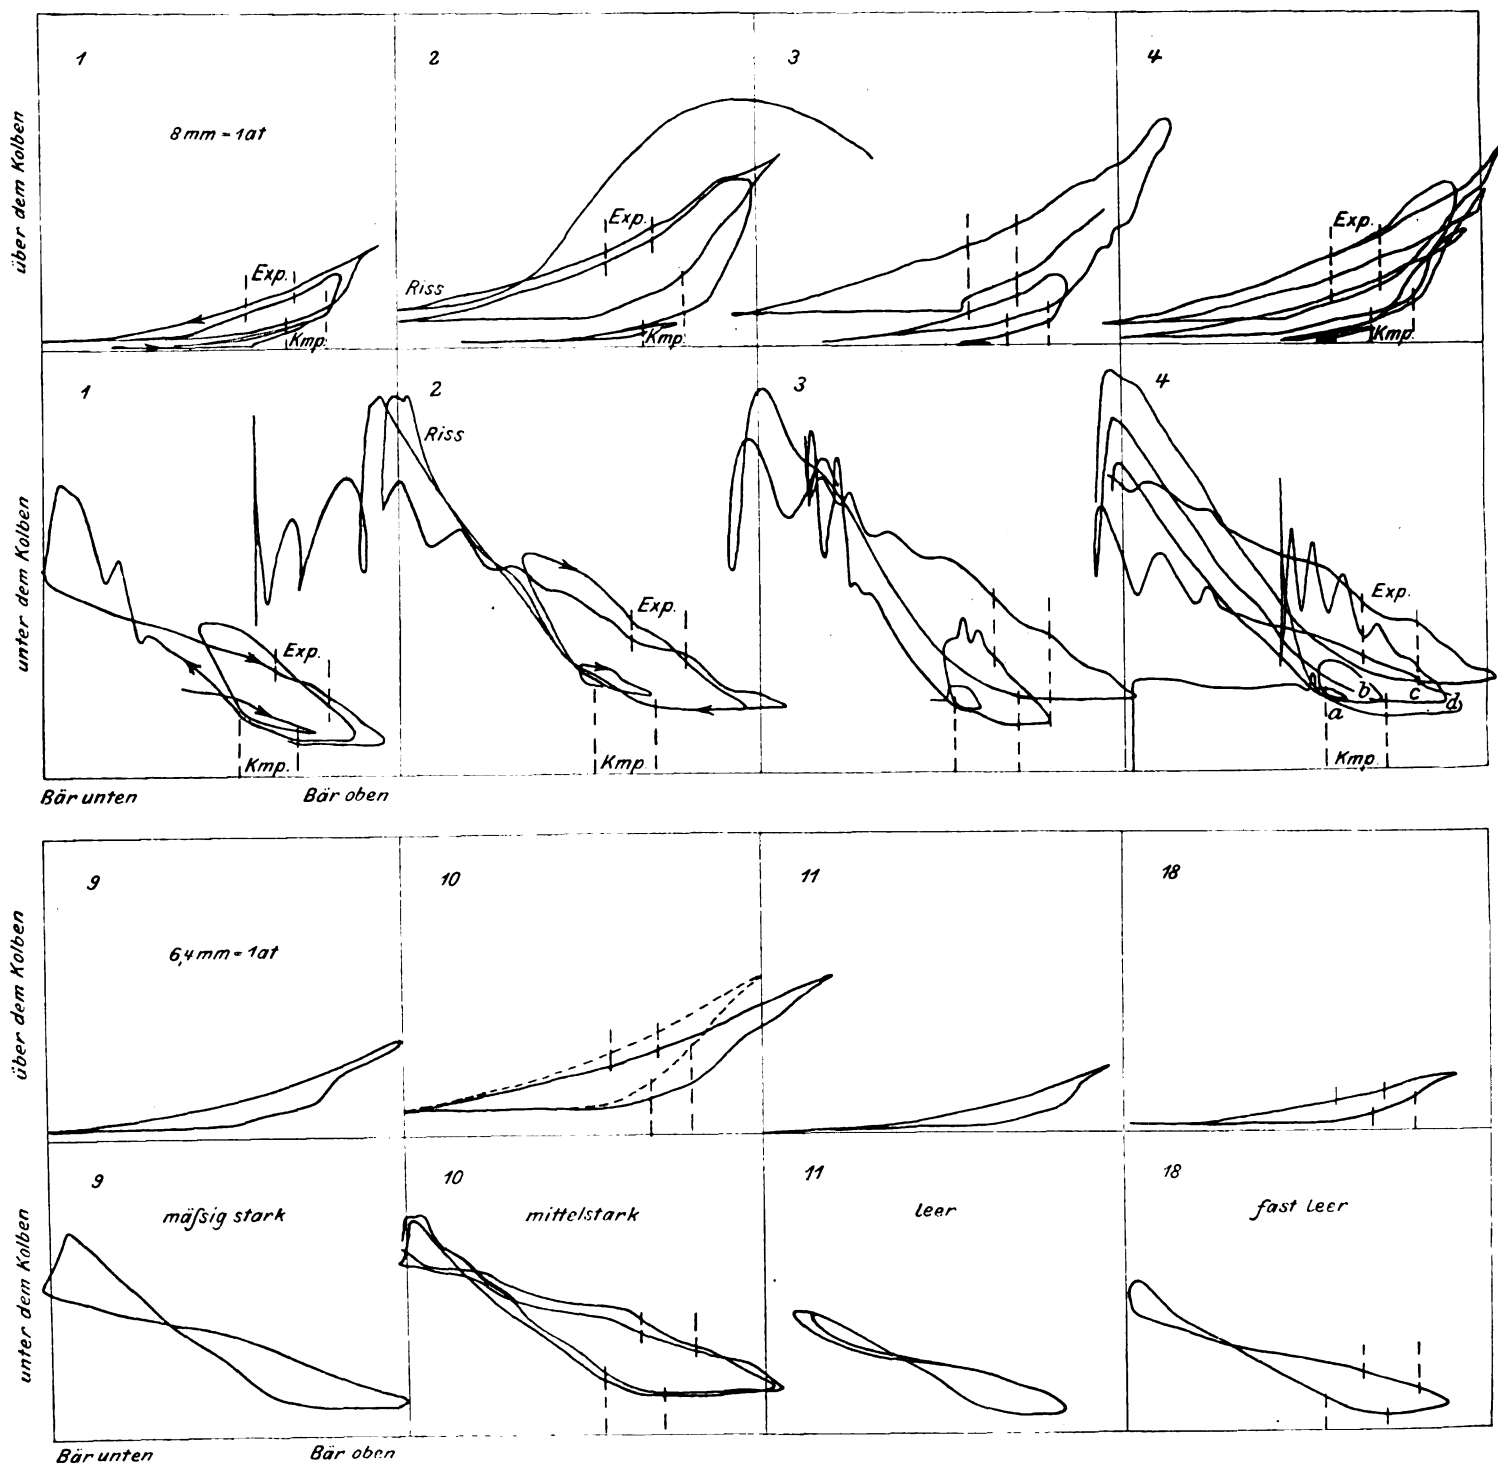 1 2 3 4
über dem Kolben
8 mm = 1 at
Exp.
Kmp.
Riss
Exp.
Kmp.
Exp.
Kmp.
1 2 3 4
unter dem Kolben
Riss
Exp.
Kmp.
Exp.
Kmp.
Exp.
a b c d
Kmp.
Bär unten Bär oben
9 10 11 18
über dem Kolben
6,4 mm = 1 at
9 10 11 18
unter dem Kolben
mäſsig stark mittelstark leer fast leer
Bär unten Bär oben